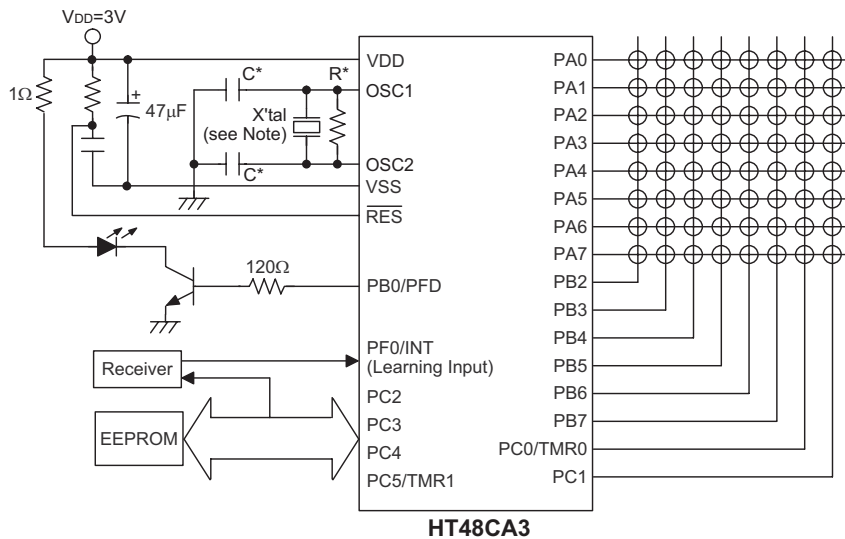 VDD=3V
1Ω
47µF
C*
R*
X'tal
(see Note)
C*
120Ω
Receiver
EEPROM
VDD
OSC1
OSC2
VSS
RES
PB0/PFD
PF0/INT
(Learning Input)
PC2
PC3
PC4
PC5/TMR1
PA0
PA1
PA2
PA3
PA4
PA5
PA6
PA7
PB2
PB3
PB4
PB5
PB6
PB7
PC0/TMR0
PC1
+
HT48CA3